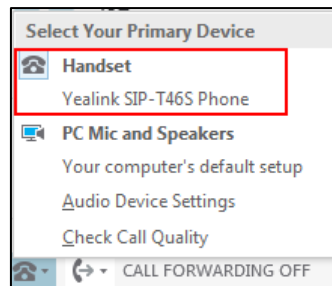 Select Your Primary Device
Handset
Yealink SIP-T46S Phone
PC Mic and Speakers
Your computer's default setup
Audio Device Settings
Check Call Quality
CALL FORWARDING OFF